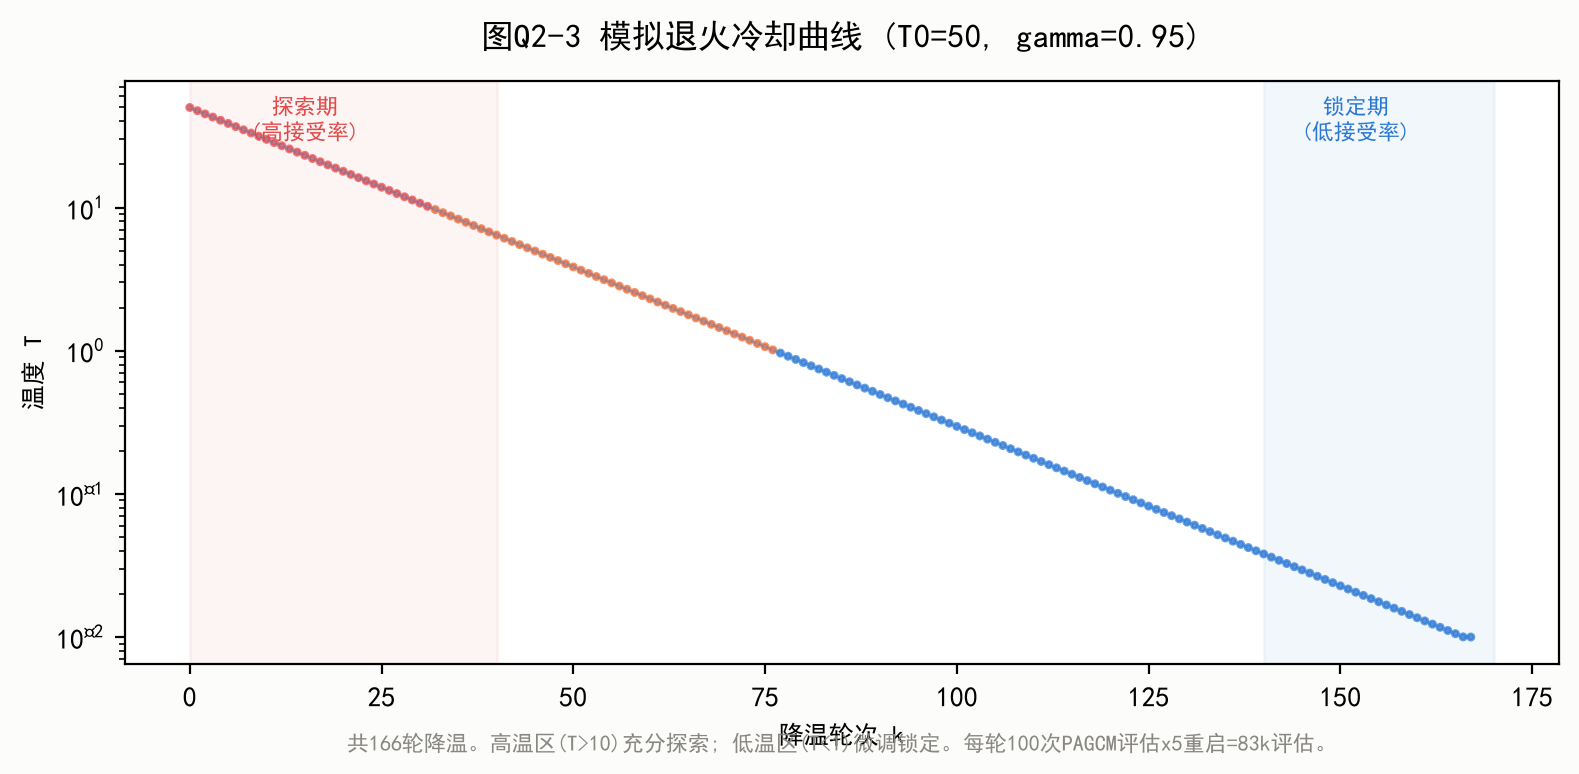 图Q2-3 模拟退火冷却曲线 (T0=50, gamma=0.95)
探索期
(高接受率)
锁定期
(低接受率)
温度 T
10¹
10⁰
10¤1
10¤2
0 25 50 75 100 125 150 175
降温轮次 k
共166轮降温。高温区(T>10)充分探索; 低温区(T<1)微调锁定。每轮100次PAGCM评估x5重启=83k评估。